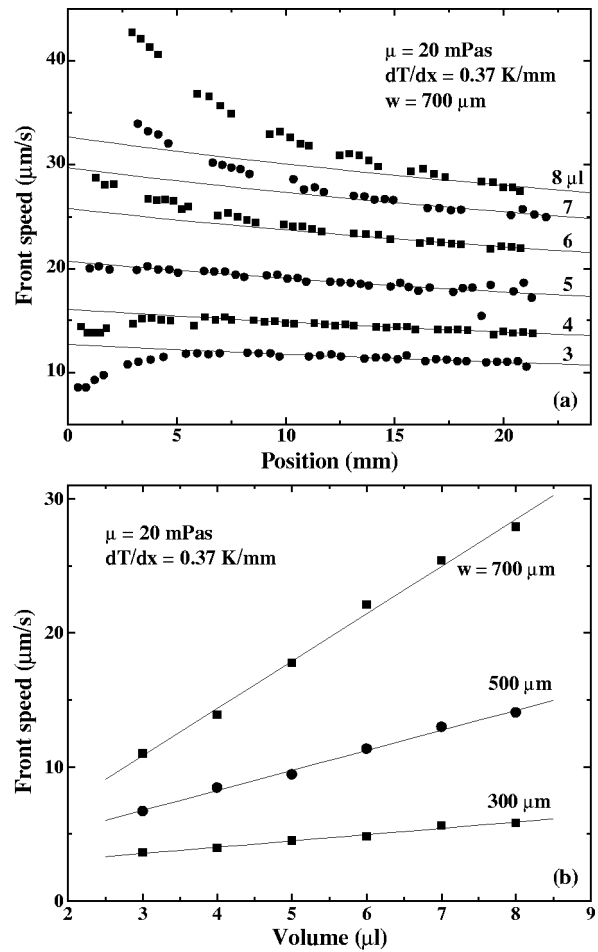 40
30
20
10
0
5
10
15
20
Front speed (μm/s)
Position (mm)
μ = 20 mPas
dT/dx = 0.37 K/mm
w = 700 μm
8 μl
7
6
5
4
3
(a)
30
20
10
0
2
3
4
5
6
7
8
9
Front speed (μm/s)
Volume (μl)
μ = 20 mPas
dT/dx = 0.37 K/mm
w = 700 μm
500 μm
300 μm
(b)